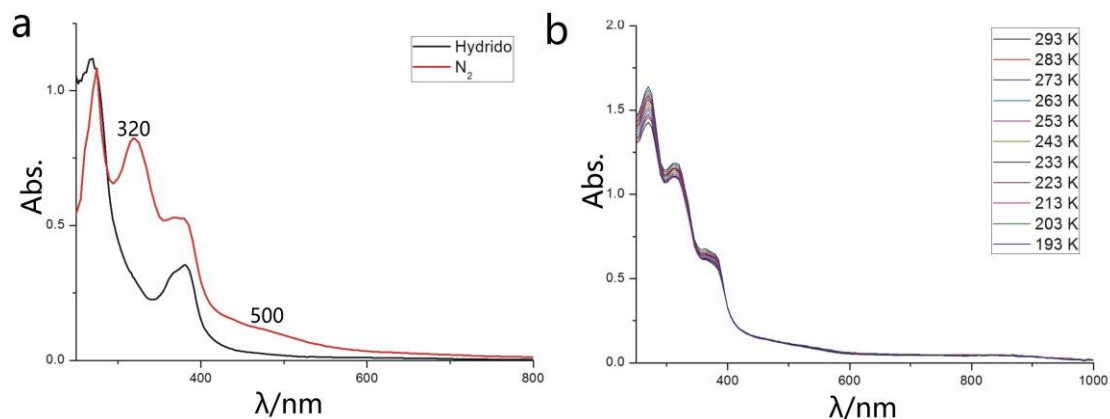 a
Abs.
1.0
0.5
0.0
320
500
Hydrido
N₂
400
600
800
λ/nm
b
Abs.
2.0
1.5
1.0
0.5
0.0
293 K
283 K
273 K
263 K
253 K
243 K
233 K
223 K
213 K
203 K
193 K
400
600
800
1000
λ/nm